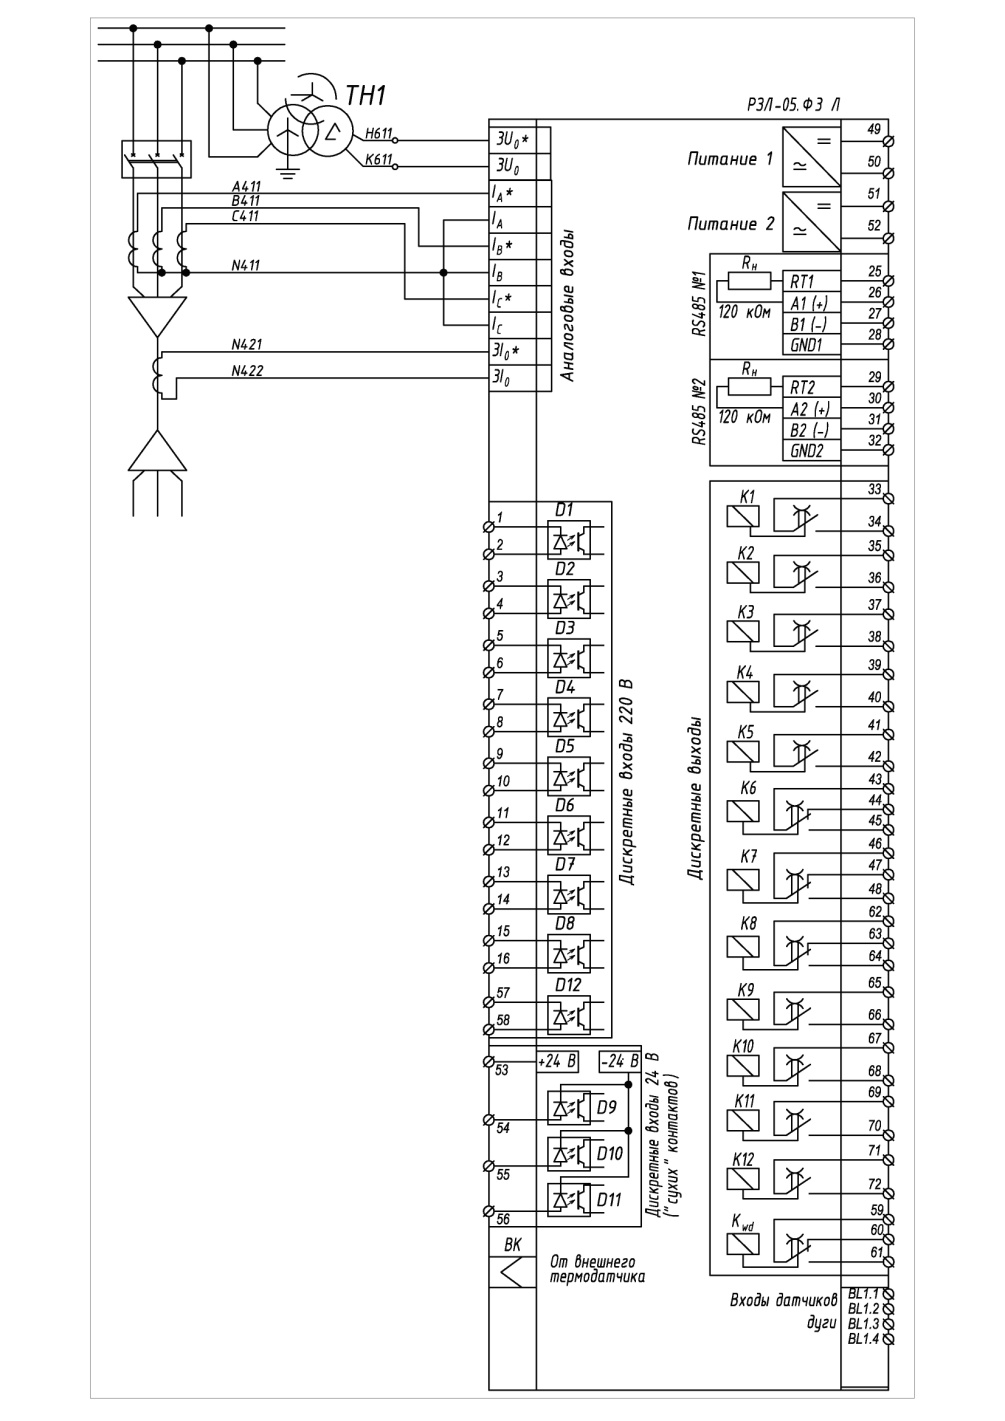 ТН1
РЗЛ-05.ФЗ Л
Н611
К611
A411
B411
C411
N411
N421
N422
3U₀*
3U₀
I_A*
I_A
I_B*
I_B
I_C*
I_C
3I₀*
3I₀
Аналоговые входы
Питание 1
49
50
Питание 2
51
52
RS485 №1
Rн
120 кОм
RT1
A1 (+)
B1 (-)
GND1
25
26
27
28
RS485 №2
Rн
120 кОм
RT2
A2 (+)
B2 (-)
GND2
29
30
31
32
D1
1
2
D2
3
4
D3
5
6
D4
7
8
D5
9
10
D6
11
12
D7
13
14
D8
15
16
D12
57
58
Дискретные входы 220 В
53
+24 В
-24 В
D9
54
D10
55
D11
56
Дискретные входы 24 В
("сухих" контактов)
ВК
От внешнего
термодатчика
Дискретные выходы
K1
33
34
K2
35
36
K3
37
38
K4
39
40
K5
41
42
K6
43
44
45
K7
46
47
48
K8
62
63
64
K9
65
66
K10
67
68
K11
69
70
K12
71
72
Kwd
59
60
61
Входы датчиков
дуги
BL1.1
BL1.2
BL1.3
BL1.4